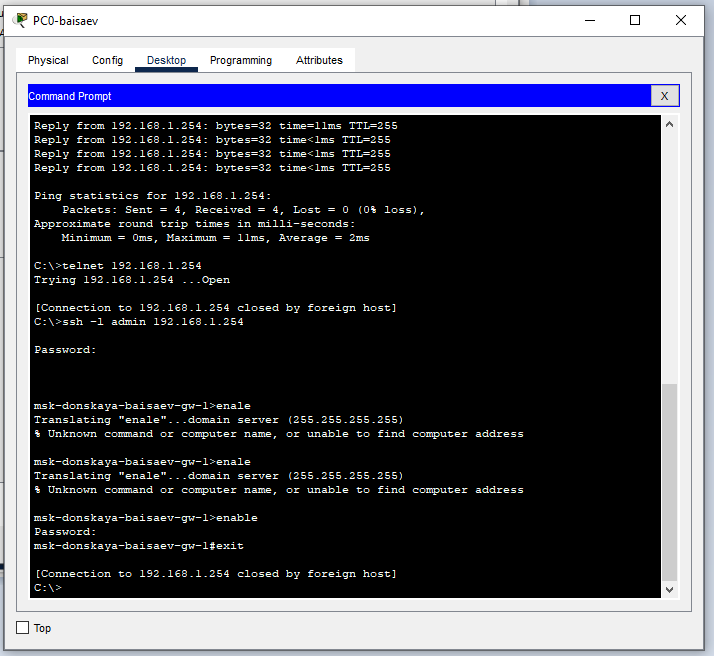 PC0-baisaev
Physical Config Desktop Programming Attributes
Command Prompt X
Reply from 192.168.1.254: bytes=32 time=11ms TTL=255
Reply from 192.168.1.254: bytes=32 time<1ms TTL=255
Reply from 192.168.1.254: bytes=32 time<1ms TTL=255
Reply from 192.168.1.254: bytes=32 time<1ms TTL=255
Ping statistics for 192.168.1.254:
Packets: Sent = 4, Received = 4, Lost = 0 (0% loss),
Approximate round trip times in milli-seconds:
Minimum = 0ms, Maximum = 11ms, Average = 2ms
C:\>telnet 192.168.1.254
Trying 192.168.1.254 ...Open
[Connection to 192.168.1.254 closed by foreign host]
C:\>ssh -l admin 192.168.1.254
Password:
msk-donskaya-baisaev-gw-1>enale
Translating "enale"...domain server (255.255.255.255)
% Unknown command or computer name, or unable to find computer address
msk-donskaya-baisaev-gw-1>enale
Translating "enale"...domain server (255.255.255.255)
% Unknown command or computer name, or unable to find computer address
msk-donskaya-baisaev-gw-1>enable
Password:
msk-donskaya-baisaev-gw-1#exit
[Connection to 192.168.1.254 closed by foreign host]
C:\>
Top